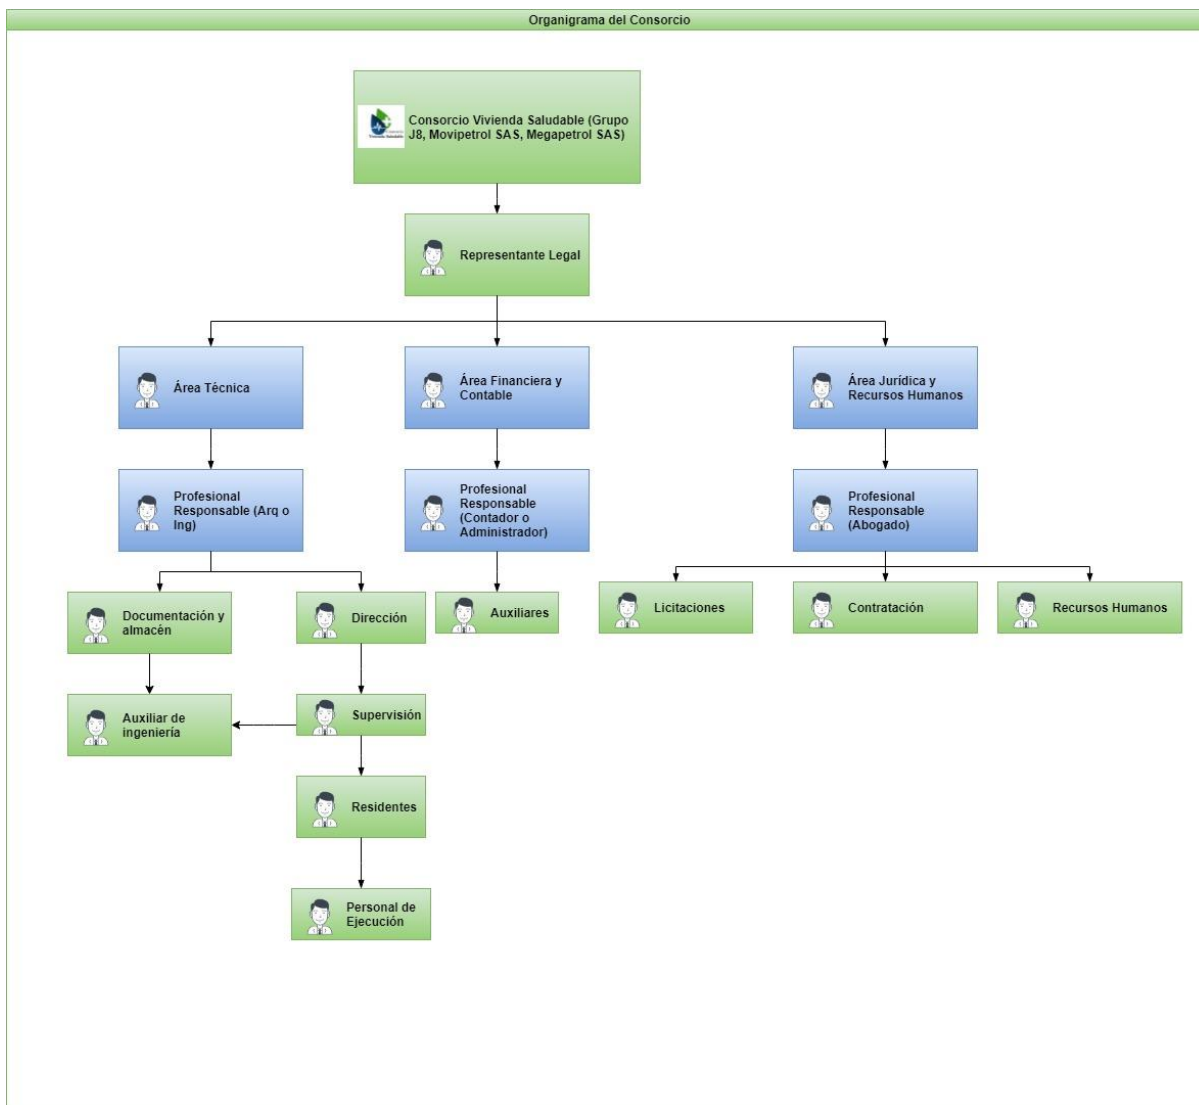 Organigrama del Consorcio
Consorcio Vivienda Saludable (Grupo
J8, Movipetrol SAS, Megapetrol SAS)
Vivienda Saludable
Representante Legal
Área Técnica
Área Financiera y
Contable
Área Jurídica y
Recursos Humanos
Profesional
Responsable (Arq o
Ing)
Profesional
Responsable
(Contador o
Administrador)
Profesional
Responsable
(Abogado)
Documentación y
almacén
Dirección
Auxiliares
Licitaciones
Contratación
Recursos Humanos
Auxiliar de
ingeniería
Supervisión
Residentes
Personal de
Ejecución